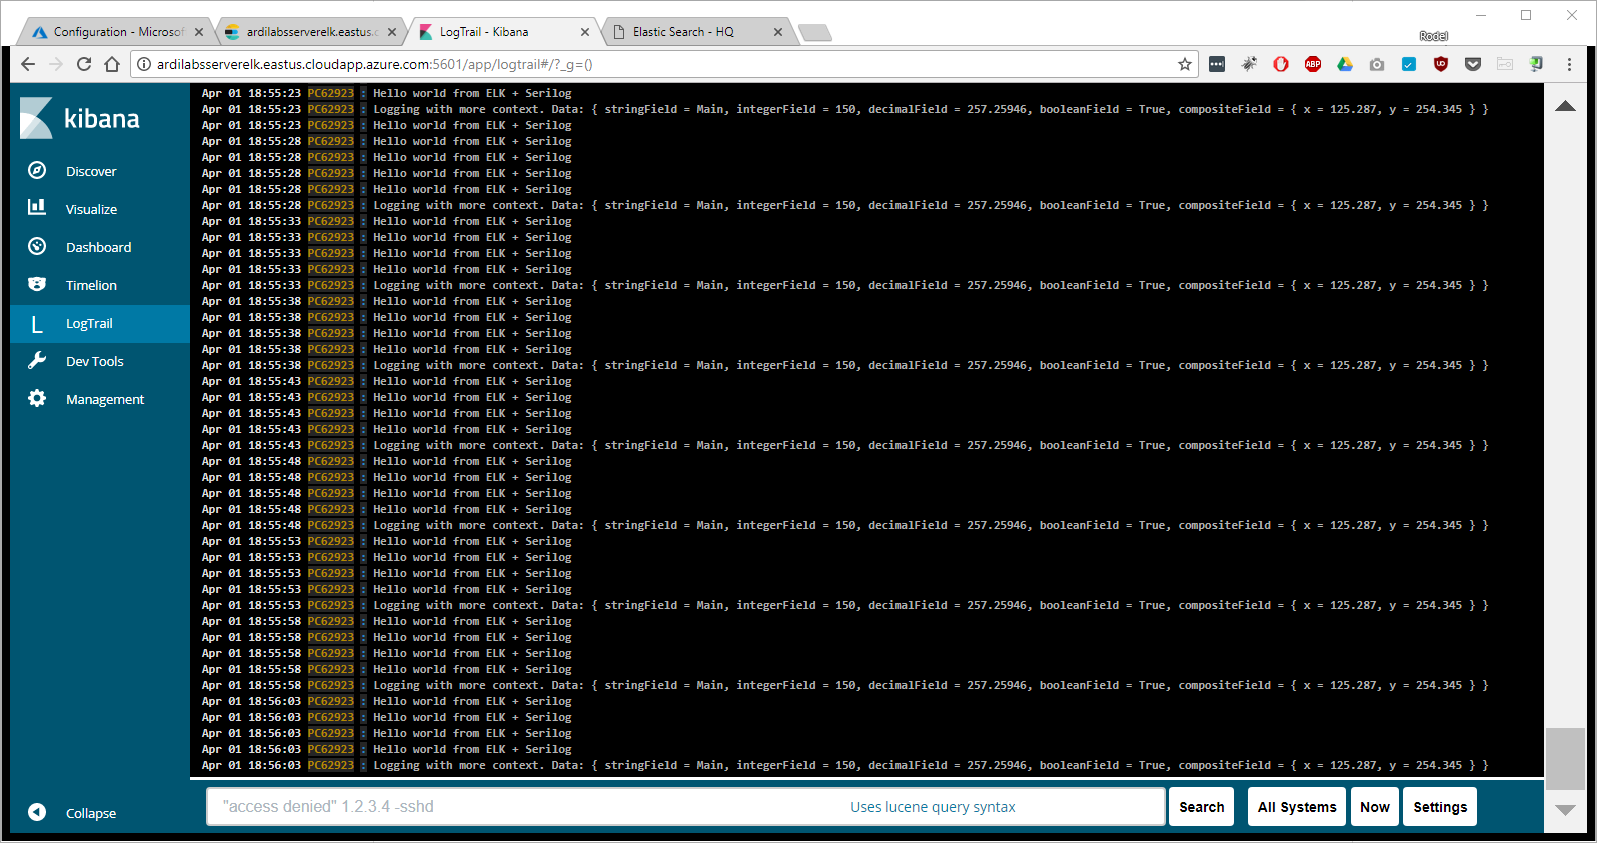 Configuration - Microsof
ardilabsserverelk.eastus.c
LogTrail - Kibana
Elastic Search - HQ
Rodel
ardilabsserverelk.eastus.cloudapp.azure.com:5601/app/logtrail#/?_g=()
ABP
kibana
Discover
Visualize
Dashboard
Timelion
L LogTrail
Dev Tools
Management
Collapse
Apr 01 18:55:23 PC62923 : Hello world from ELK + Serilog
Apr 01 18:55:23 PC62923 : Logging with more context. Data: { stringField = Main, integerField = 150, decimalField = 257.25946, booleanField = True, compositeField = { x = 125.287, y = 254.345 } }
Apr 01 18:55:23 PC62923 : Hello world from ELK + Serilog
Apr 01 18:55:28 PC62923 : Hello world from ELK + Serilog
Apr 01 18:55:28 PC62923 : Hello world from ELK + Serilog
Apr 01 18:55:28 PC62923 : Hello world from ELK + Serilog
Apr 01 18:55:28 PC62923 : Hello world from ELK + Serilog
Apr 01 18:55:28 PC62923 : Logging with more context. Data: { stringField = Main, integerField = 150, decimalField = 257.25946, booleanField = True, compositeField = { x = 125.287, y = 254.345 } }
Apr 01 18:55:33 PC62923 : Hello world from ELK + Serilog
Apr 01 18:55:33 PC62923 : Hello world from ELK + Serilog
Apr 01 18:55:33 PC62923 : Hello world from ELK + Serilog
Apr 01 18:55:33 PC62923 : Hello world from ELK + Serilog
Apr 01 18:55:33 PC62923 : Logging with more context. Data: { stringField = Main, integerField = 150, decimalField = 257.25946, booleanField = True, compositeField = { x = 125.287, y = 254.345 } }
Apr 01 18:55:38 PC62923 : Hello world from ELK + Serilog
Apr 01 18:55:38 PC62923 : Hello world from ELK + Serilog
Apr 01 18:55:38 PC62923 : Hello world from ELK + Serilog
Apr 01 18:55:38 PC62923 : Hello world from ELK + Serilog
Apr 01 18:55:38 PC62923 : Logging with more context. Data: { stringField = Main, integerField = 150, decimalField = 257.25946, booleanField = True, compositeField = { x = 125.287, y = 254.345 } }
Apr 01 18:55:43 PC62923 : Hello world from ELK + Serilog
Apr 01 18:55:43 PC62923 : Hello world from ELK + Serilog
Apr 01 18:55:43 PC62923 : Hello world from ELK + Serilog
Apr 01 18:55:43 PC62923 : Hello world from ELK + Serilog
Apr 01 18:55:43 PC62923 : Logging with more context. Data: { stringField = Main, integerField = 150, decimalField = 257.25946, booleanField = True, compositeField = { x = 125.287, y = 254.345 } }
Apr 01 18:55:48 PC62923 : Hello world from ELK + Serilog
Apr 01 18:55:48 PC62923 : Hello world from ELK + Serilog
Apr 01 18:55:48 PC62923 : Hello world from ELK + Serilog
Apr 01 18:55:48 PC62923 : Hello world from ELK + Serilog
Apr 01 18:55:48 PC62923 : Logging with more context. Data: { stringField = Main, integerField = 150, decimalField = 257.25946, booleanField = True, compositeField = { x = 125.287, y = 254.345 } }
Apr 01 18:55:53 PC62923 : Hello world from ELK + Serilog
Apr 01 18:55:53 PC62923 : Hello world from ELK + Serilog
Apr 01 18:55:53 PC62923 : Hello world from ELK + Serilog
Apr 01 18:55:53 PC62923 : Hello world from ELK + Serilog
Apr 01 18:55:53 PC62923 : Logging with more context. Data: { stringField = Main, integerField = 150, decimalField = 257.25946, booleanField = True, compositeField = { x = 125.287, y = 254.345 } }
Apr 01 18:55:58 PC62923 : Hello world from ELK + Serilog
Apr 01 18:55:58 PC62923 : Hello world from ELK + Serilog
Apr 01 18:55:58 PC62923 : Hello world from ELK + Serilog
Apr 01 18:55:58 PC62923 : Hello world from ELK + Serilog
Apr 01 18:55:58 PC62923 : Logging with more context. Data: { stringField = Main, integerField = 150, decimalField = 257.25946, booleanField = True, compositeField = { x = 125.287, y = 254.345 } }
Apr 01 18:56:03 PC62923 : Hello world from ELK + Serilog
Apr 01 18:56:03 PC62923 : Hello world from ELK + Serilog
Apr 01 18:56:03 PC62923 : Hello world from ELK + Serilog
Apr 01 18:56:03 PC62923 : Hello world from ELK + Serilog
Apr 01 18:56:03 PC62923 : Logging with more context. Data: { stringField = Main, integerField = 150, decimalField = 257.25946, booleanField = True, compositeField = { x = 125.287, y = 254.345 } }
"access denied" 1.2.3.4 -sshd
Uses lucene query syntax
Search
All Systems
Now
Settings